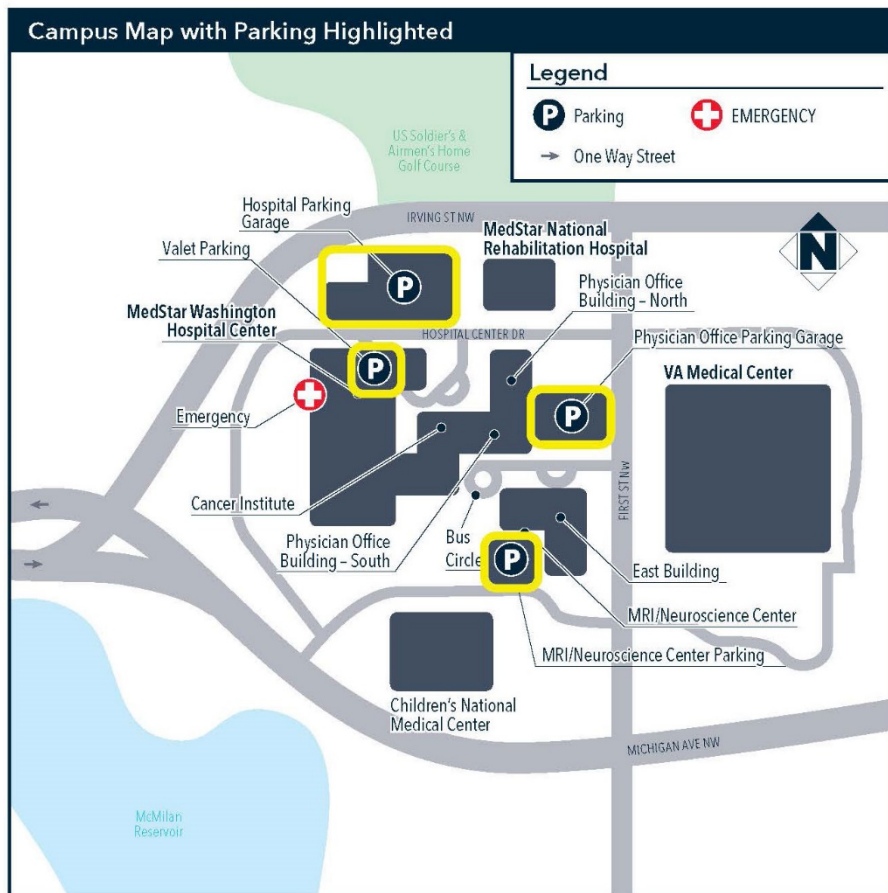 Campus Map with Parking Highlighted
Legend
P Parking
EMERGENCY
One Way Street
US Soldier's &
Airmen's Home
Golf Course
Hospital Parking
Garage
IRVING ST NW
Valet Parking
MedStar National
Rehabilitation Hospital
N
P
Physician Office
Building – North
MedStar Washington
Hospital Center
HOSPITAL CENTER DR
Physician Office Parking Garage
P
VA Medical Center
Emergency
P
Cancer Institute
FIRST ST NW
Physician Office
Building – South
Bus
Circle
P
East Building
MRI/Neuroscience Center
MRI/Neuroscience Center Parking
Children's National
Medical Center
MICHIGAN AVE NW
McMilan
Reservoir